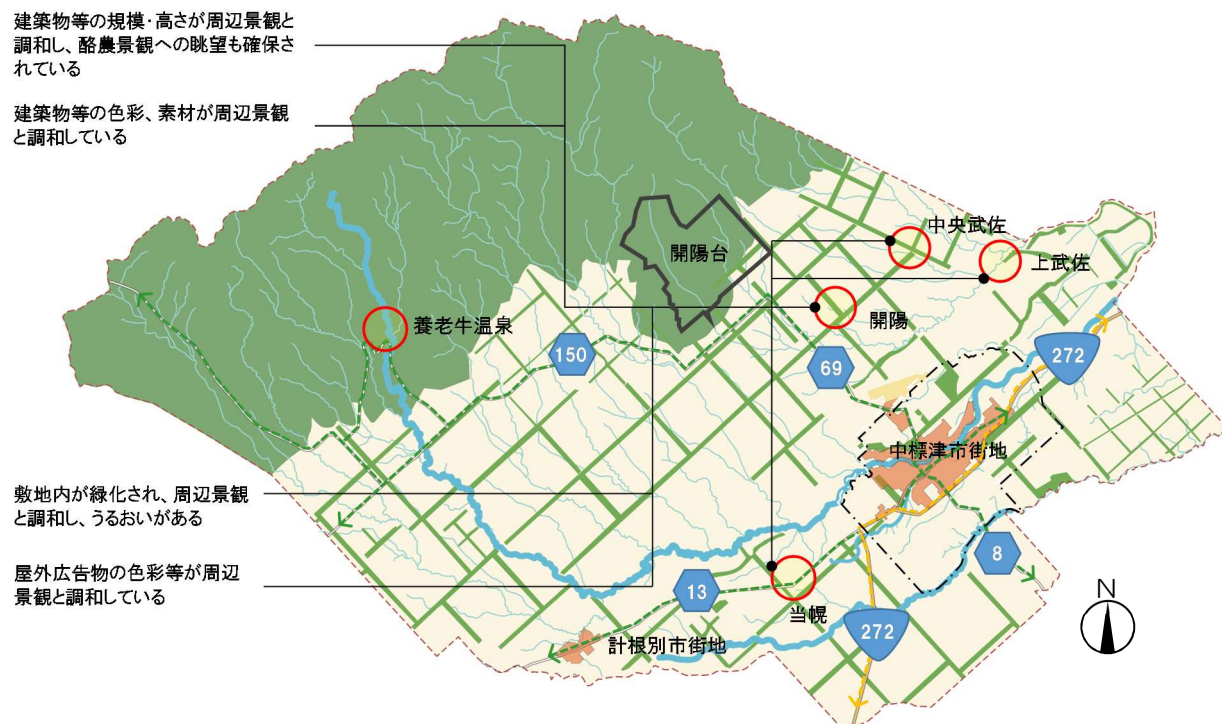 建築物等の規模・高さが周辺景観と
調和し、酪農景観への眺望も確保さ
れている
建築物等の色彩、素材が周辺景観
と調和している
中央武佐
開陽台
上武佐
開陽
養老牛温泉
150
69
272
中標津市街地
敷地内が緑化され、周辺景観
と調和し、うるおいがある
屋外広告物の色彩等が周辺
景観と調和している
8
13
当幌
272
計根別市街地
N